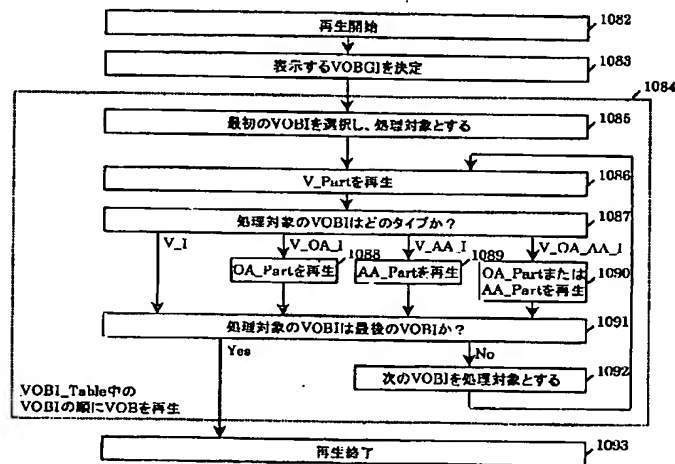 再生開始
1082
表示するVOBGIを決定
1083
1084
最初のVOBIを選択し、処理対象とする
1085
V_Partを再生
1086
処理対象のVOBIはどのタイプか？
1087
V_I
V_OA_I
V_AA_I
V_OA_AA_I
1088
OA_Partを再生
1089
AA_Partを再生
OA_Partまたは
AA_Partを再生
1090
処理対象のVOBIは最後のVOBIか？
1091
Yes
No
次のVOBIを処理対象とする
1092
VOBI_Table中の
VOBIの順にVOBを再生
再生終了
1093